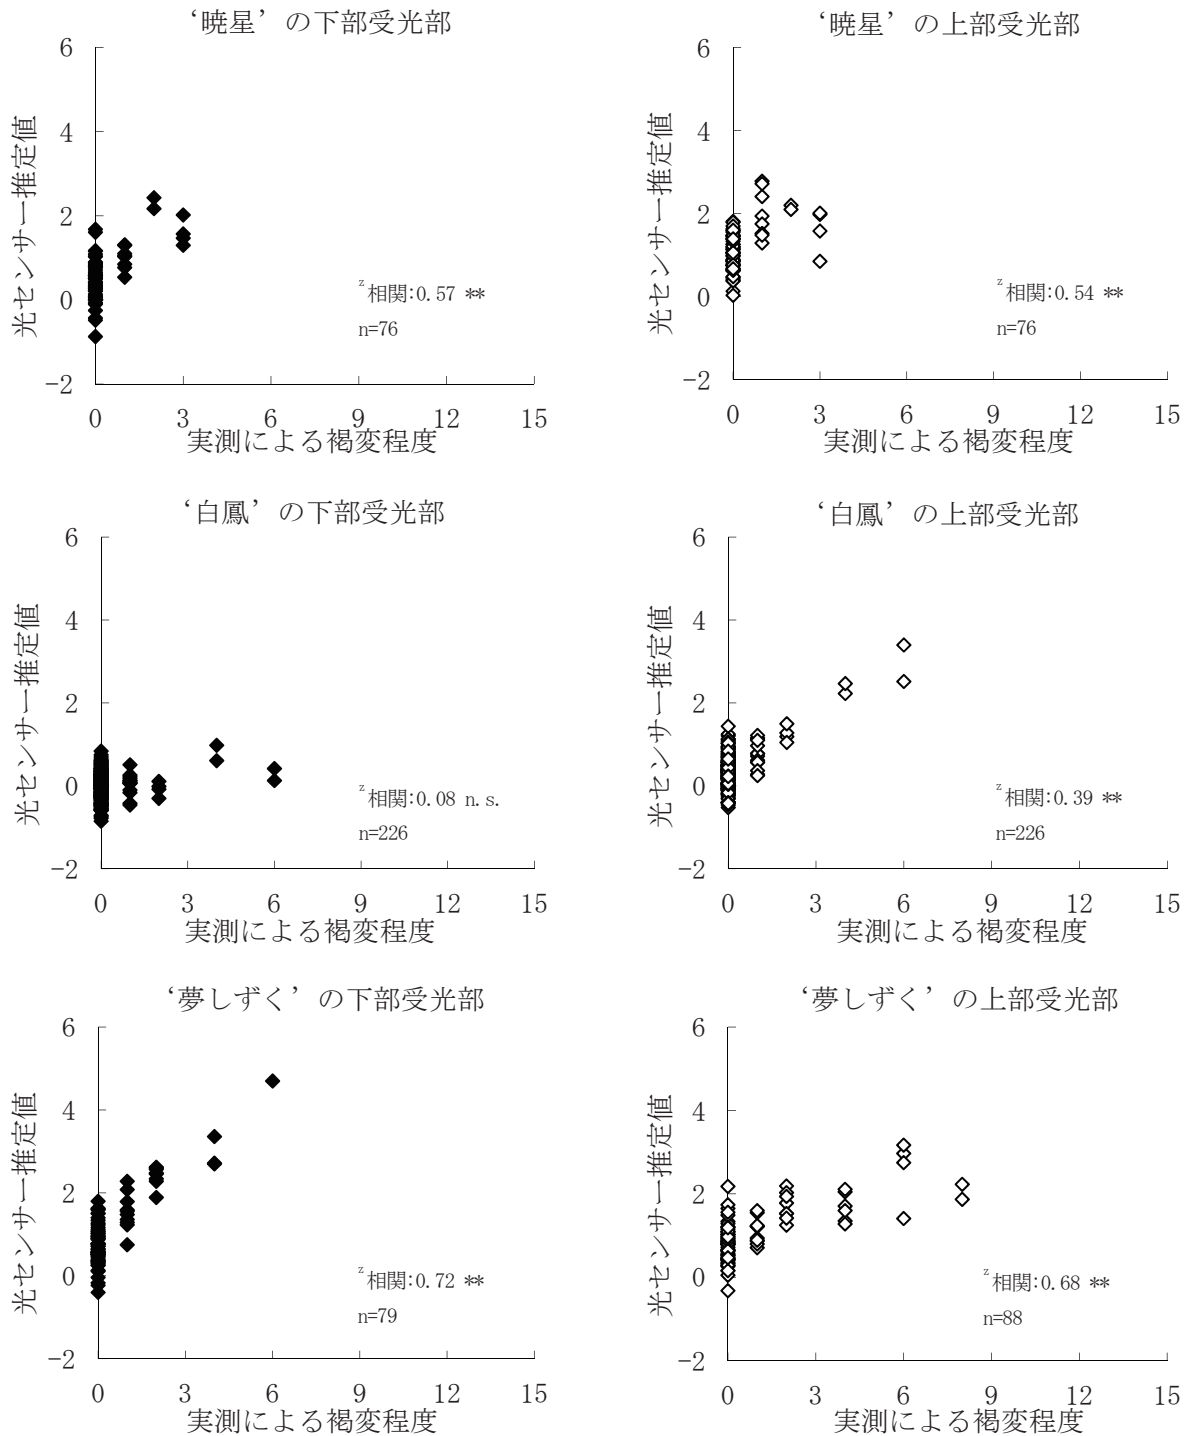 ‘暁星’の下部受光部
光センサー推定値
6
4
2
0
−2
z相関:0.57 **
n=76
0 3 6 9 12 15
実測による褐変程度
‘暁星’の上部受光部
光センサー推定値
6
4
2
0
−2
z相関:0.54 **
n=76
0 3 6 9 12 15
実測による褐変程度
‘白鳳’の下部受光部
光センサー推定値
6
4
2
0
−2
z相関:0.08 n.s.
n=226
0 3 6 9 12 15
実測による褐変程度
‘白鳳’の上部受光部
光センサー推定値
6
4
2
0
−2
z相関:0.39 **
n=226
0 3 6 9 12 15
実測による褐変程度
‘夢しずく’の下部受光部
光センサー推定値
6
4
2
0
−2
z相関:0.72 **
n=79
0 3 6 9 12 15
実測による褐変程度
‘夢しずく’の上部受光部
光センサー推定値
6
4
2
0
−2
z相関:0.68 **
n=88
0 3 6 9 12 15
実測による褐変程度